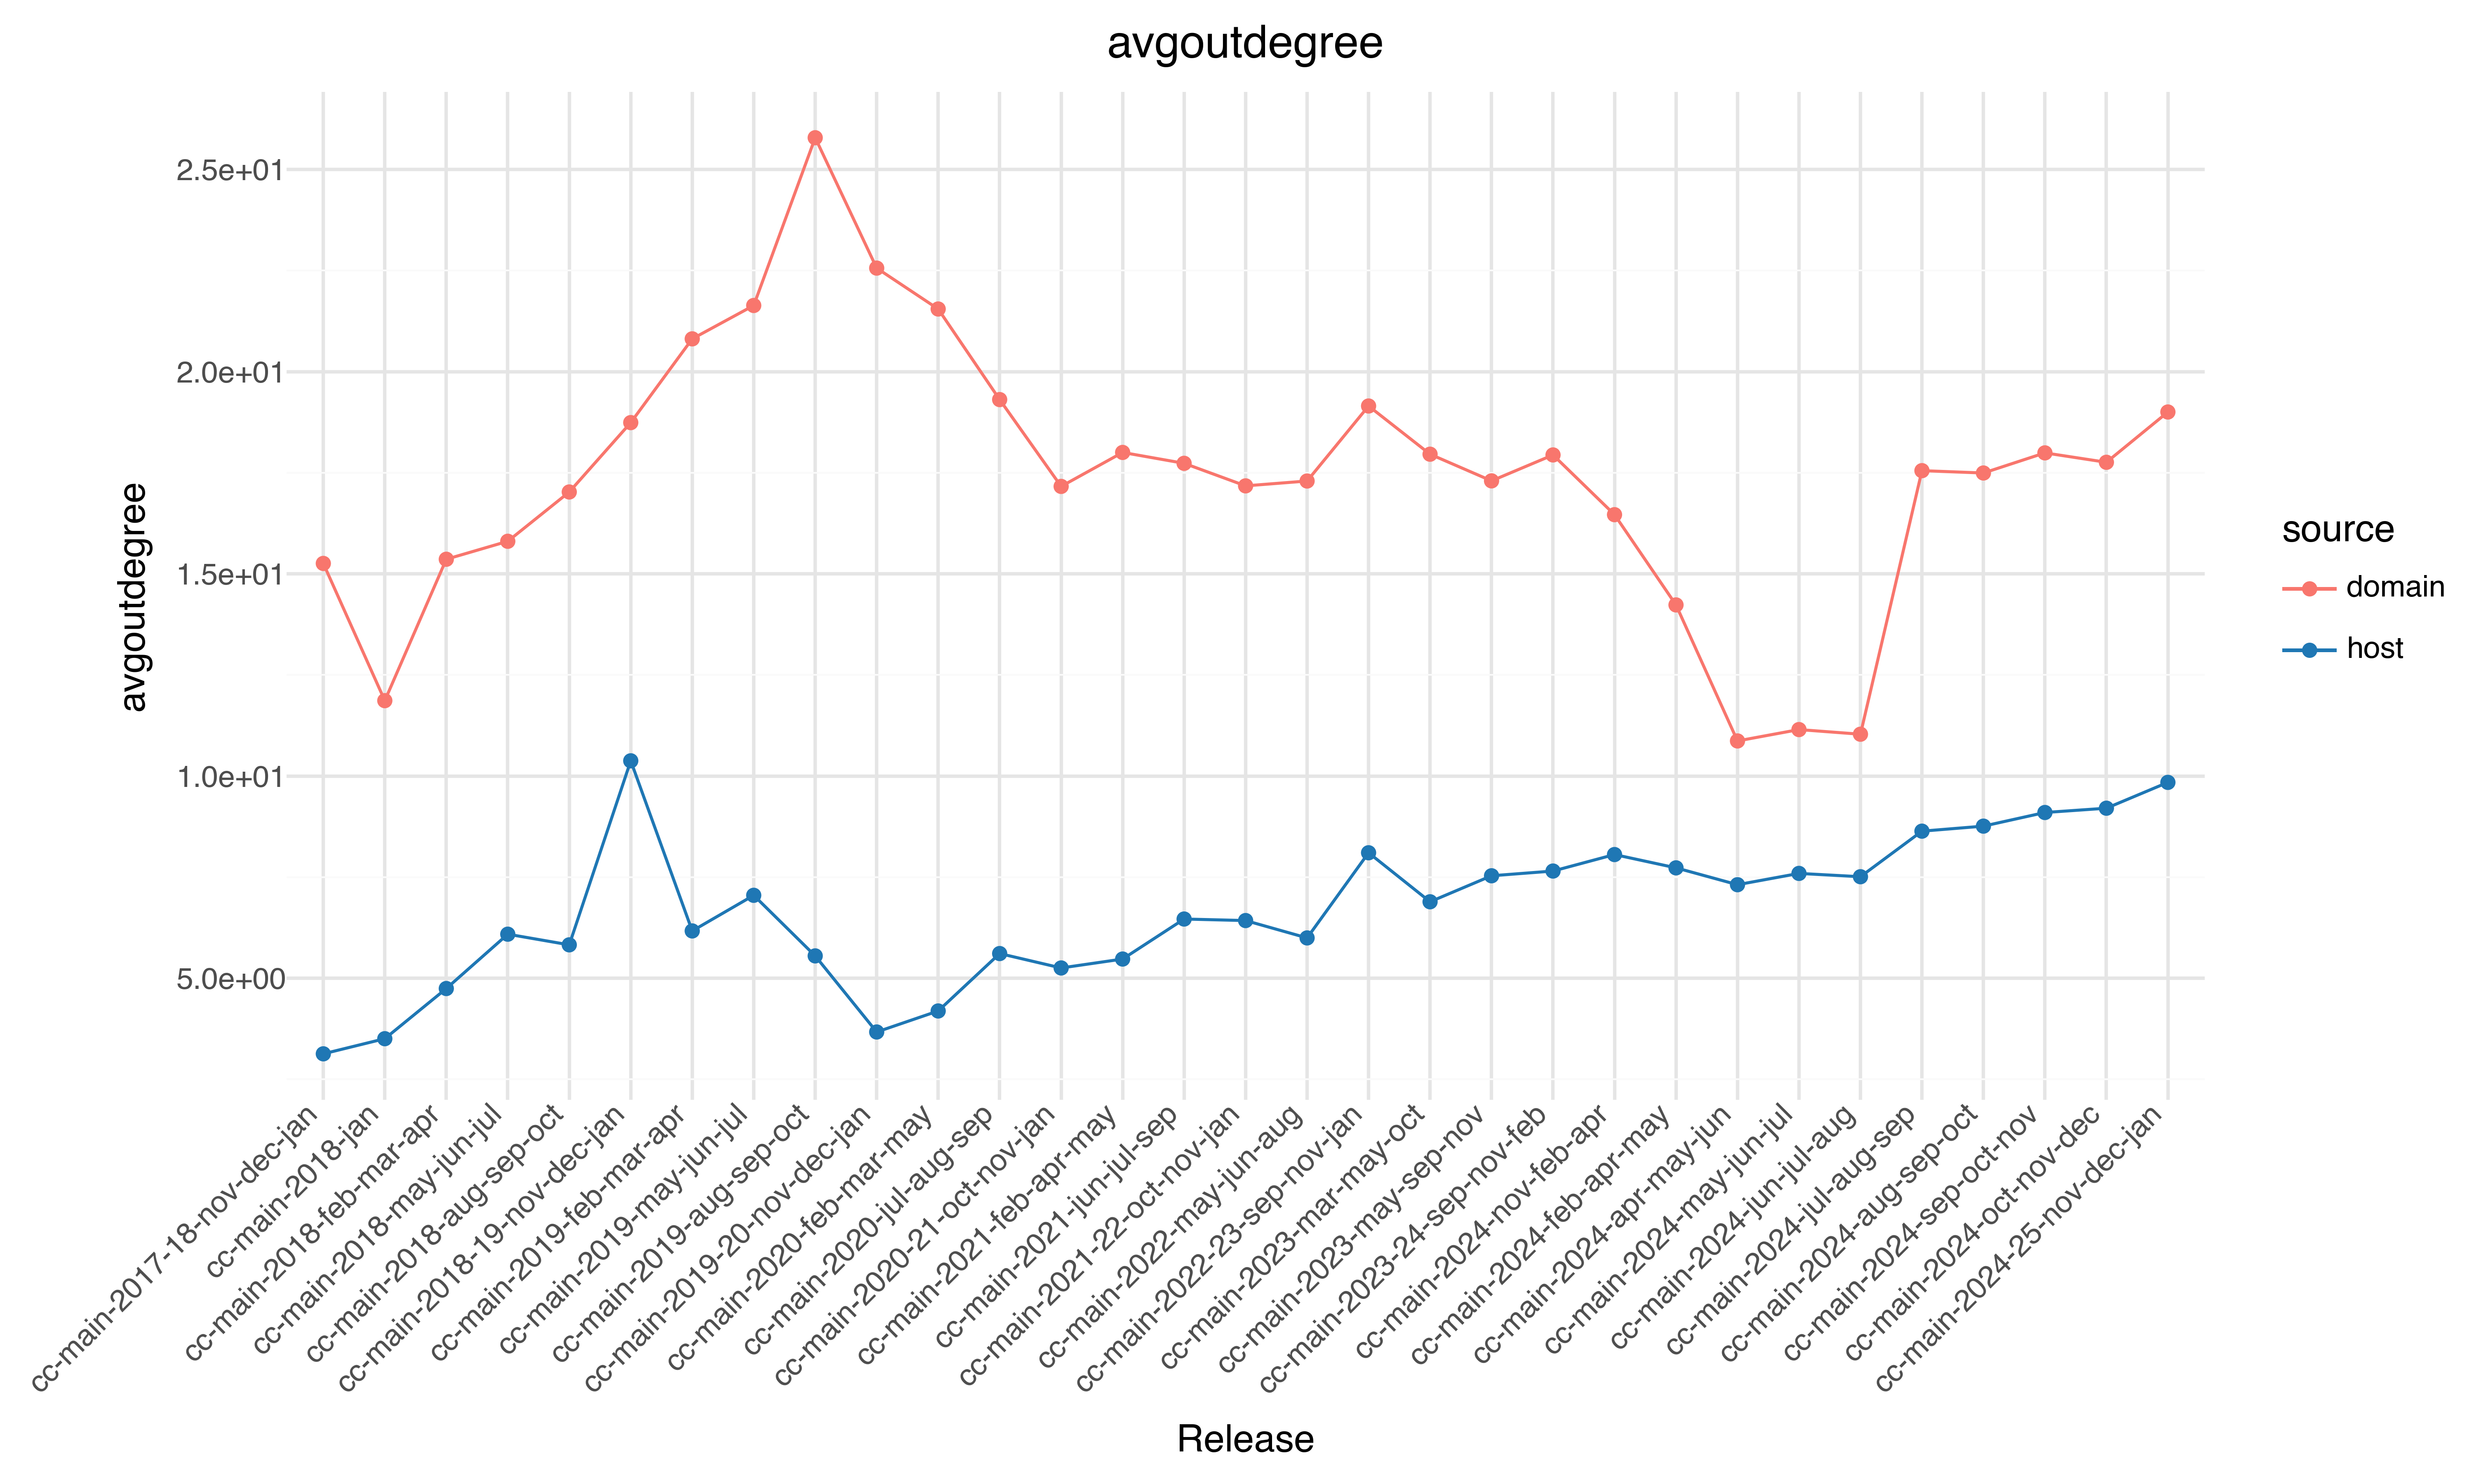 avgoutdegree
avgoutdegree
2.5e+01
2.0e+01
1.5e+01
1.0e+01
5.0e+00
source
domain
host
cc-main-2017-18-nov-dec-jan
cc-main-2018-jan
cc-main-2018-feb-mar-apr
cc-main-2018-may-jun-jul
cc-main-2018-aug-sep-oct
cc-main-2018-19-nov-dec-jan
cc-main-2019-feb-mar-apr
cc-main-2019-may-jun-jul
cc-main-2019-aug-sep-oct
cc-main-2019-20-nov-dec-jan
cc-main-2020-feb-mar-may
cc-main-2020-jul-aug-sep
cc-main-2020-21-oct-nov-jan
cc-main-2021-feb-apr-may
cc-main-2021-jun-jul-sep
cc-main-2021-22-oct-nov-jan
cc-main-2022-may-jun-aug
cc-main-2022-23-sep-nov-jan
cc-main-2023-mar-may-oct
cc-main-2023-may-sep-nov
cc-main-2023-24-sep-nov-feb
cc-main-2024-nov-feb-apr
cc-main-2024-feb-apr-may
cc-main-2024-apr-may-jun
cc-main-2024-may-jun-jul
cc-main-2024-jun-jul-aug
cc-main-2024-jul-aug-sep
cc-main-2024-aug-sep-oct
cc-main-2024-sep-oct-nov
cc-main-2024-oct-nov-dec
cc-main-2024-25-nov-dec-jan
Release